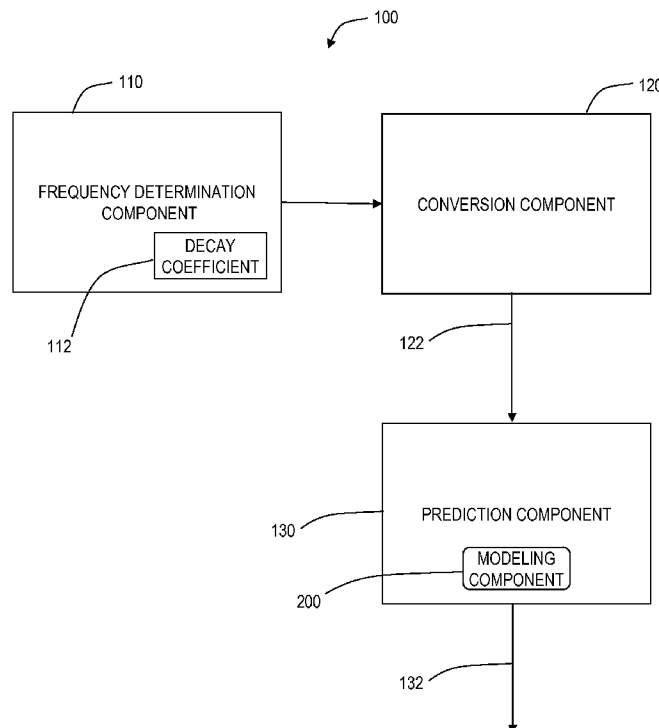 100
110
120
FREQUENCY DETERMINATION
COMPONENT
DECAY
COEFFICIENT
CONVERSION COMPONENT
112
122
130
PREDICTION COMPONENT
MODELING
COMPONENT
200
132